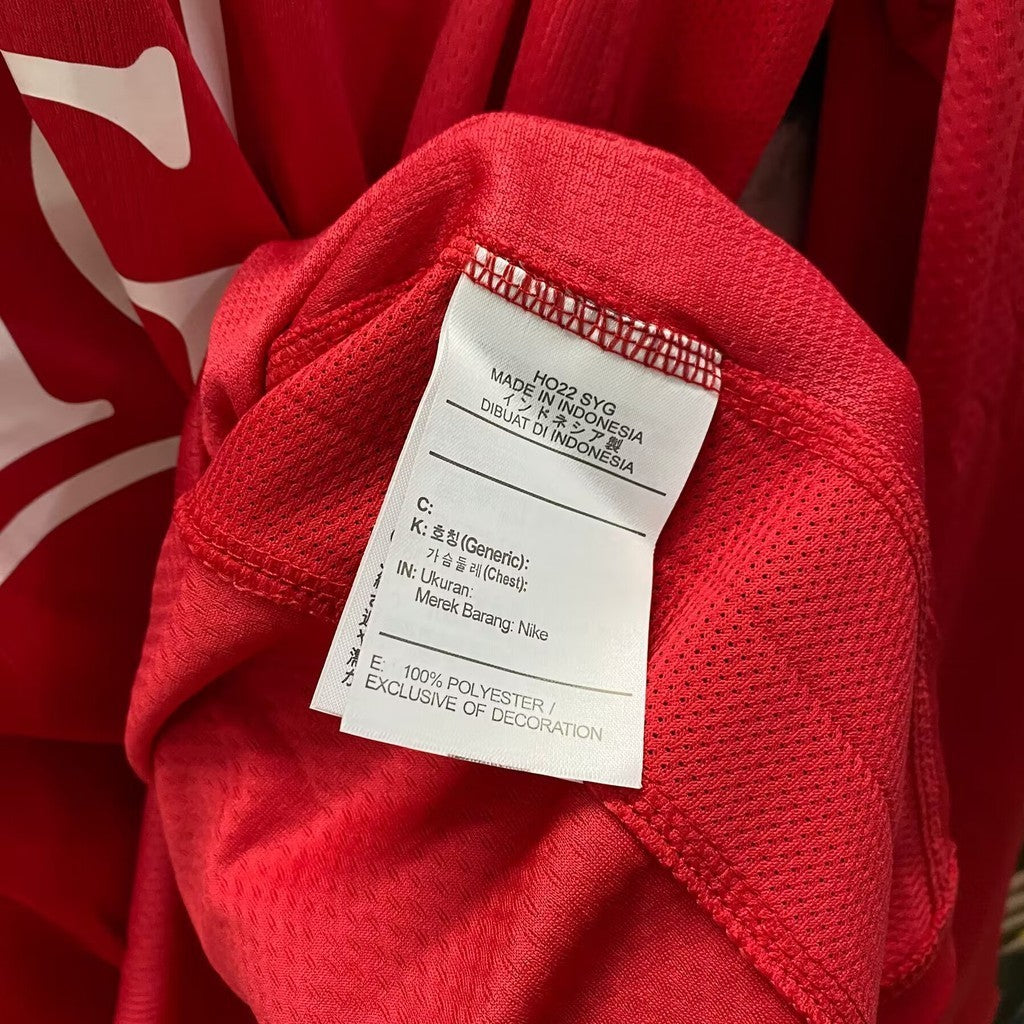 HO22 SYG
MADE IN INDONESIA
インドネシア製
DIBUAT DI INDONESIA
C:
K: 호칭(Generic):
가슴둘레(Chest):
IN: Ukuran:
Merek Barang: Nike
E: 100% POLYESTER /
EXCLUSIVE OF DECORATION